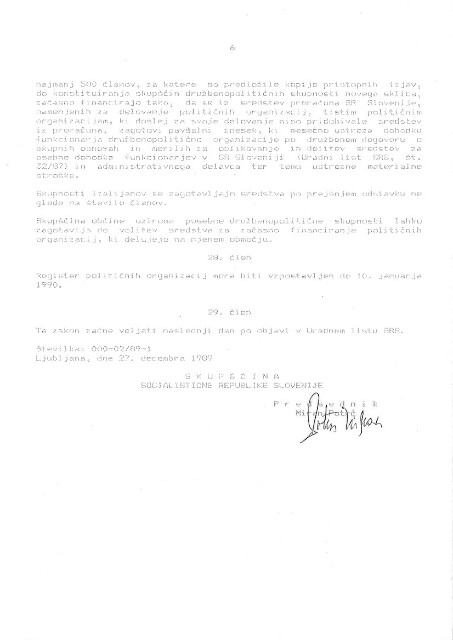 6
najmanj 500 članov, za katere so predložile kopije pristopnih izjav,
do konstituiranja skupščin družbenopolitičnih skupnosti novega sklica,
začasno financirajo tako, da se iz sredstev proračuna SR Slovenije,
namenjenih za delovanje političnih organizacij, tistim političnim
organizacijam, ki doslej za svoje delovanje niso pridobivale sredstev
iz proračuna, zagotovi pavšalni znesek, ki mesečno ustreza dohodku
funkcionarja družbenopolitične organizacije po družbenem dogovoru o
skupnih osnovah in merilih za oblikovanje in delitev sredstev za
osebne dohodke funkcionarjev v SR Sloveniji (Uradni list SRS, št.
32/87) in administrativnega delavca ter temu ustrezne materialne
stroške.
Skupnosti Italijanov se zagotavljajo sredstva po prejšnjem odstavku ne
glede na število članov.
Skupščina občine oziroma posebne družbenopolitične skupnosti lahko
zagotovijo do volitev sredstva za začasno financiranje političnih
organizacij, ki delujejo na njenem območju.
28. člen
Register političnih organizacij mora biti vzpostavljen do 10. januarja
1990.
29. člen
Ta zakon začne veljati naslednji dan po objavi v Uradnem listu SRS.
Številka: 000-02/89-1
Ljubljana, dne 27. decembra 1989
S K U P Š Č I N A
SOCIALISTIČNE REPUBLIKE SLOVENIJE
P r e d s e d n i k
Miran Potrč